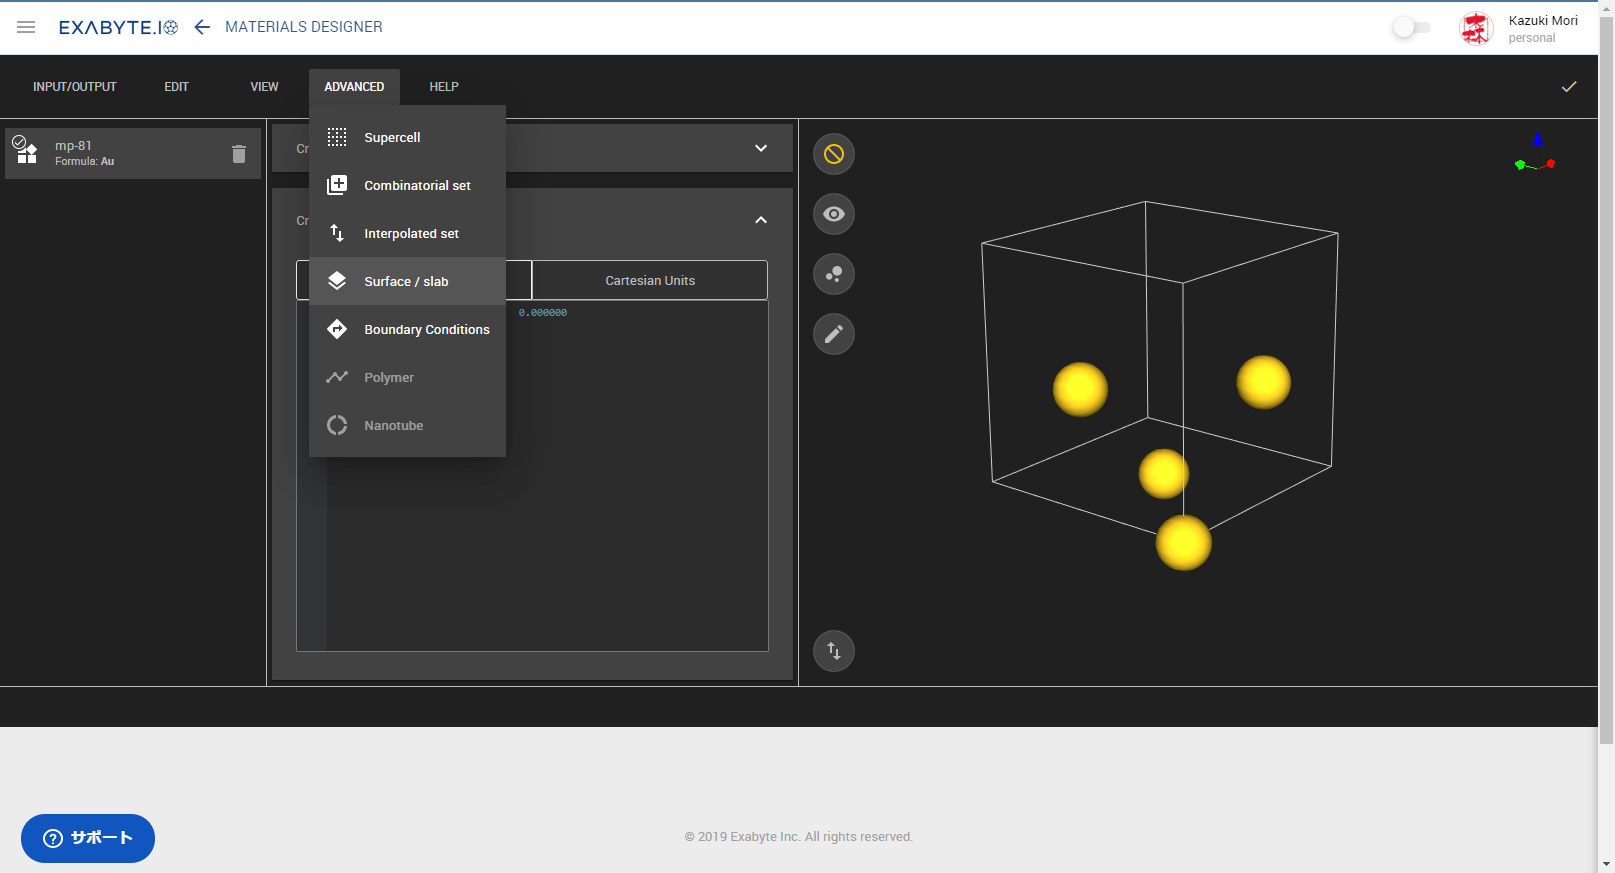 EXABYTE.IO
MATERIALS DESIGNER
Kazuki Mori
personal
INPUT/OUTPUT
EDIT
VIEW
ADVANCED
HELP
mp-81
Formula: Au
Supercell
Combinatorial set
Interpolated set
Surface / slab
Boundary Conditions
Polymer
Nanotube
Cr
Cr
Cartesian Units
0.000000
サポート
© 2019 Exabyte Inc. All rights reserved.